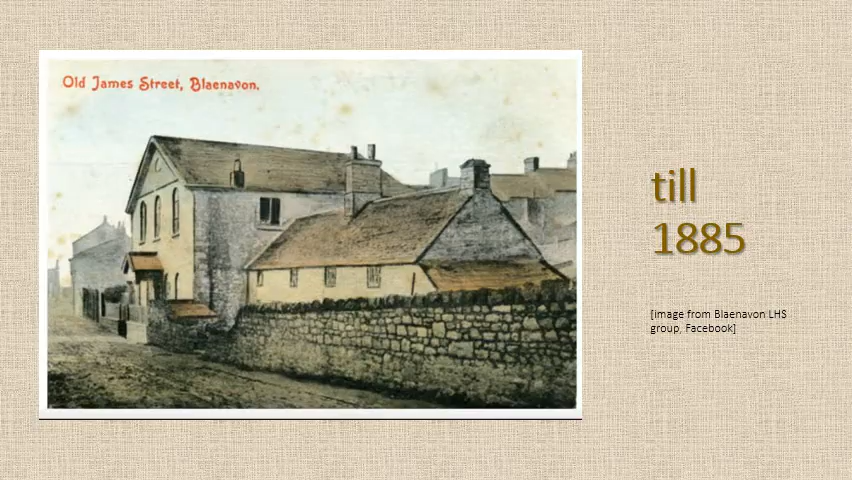 Old James Street, Blaenavon.
till
1885
[image from Blaenavon LHS
group, Facebook]